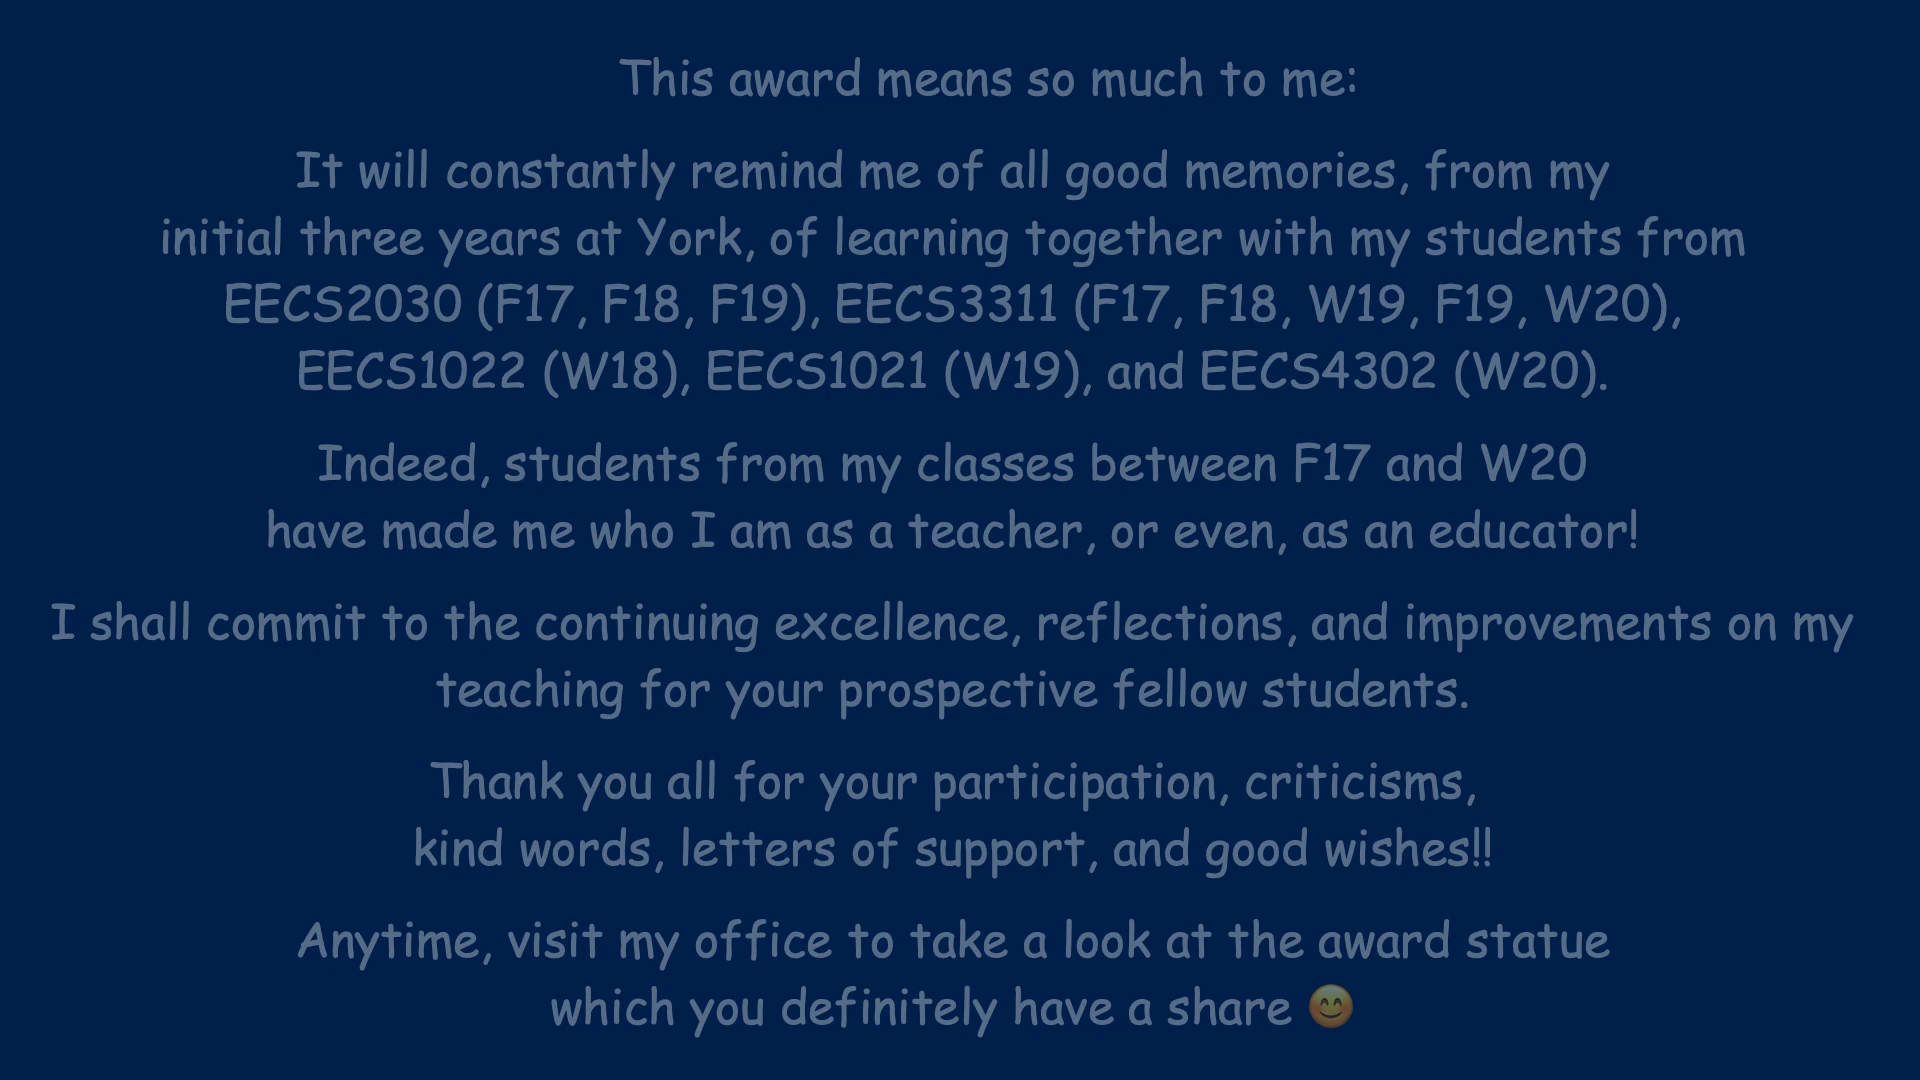 This award means so much to me:
It will constantly remind me of all good memories, from my
initial three years at York, of learning together with my students from
EECS2030 (F17, F18, F19), EECS3311 (F17, F18, W19, F19, W20),
EECS1022 (W18), EECS1021 (W19), and EECS4302 (W20).
Indeed, students from my classes between F17 and W20
have made me who I am as a teacher, or even, as an educator!
I shall commit to the continuing excellence, reflections, and improvements on my
teaching for your prospective fellow students.
Thank you all for your participation, criticisms,
kind words, letters of support, and good wishes!!
Anytime, visit my office to take a look at the award statue
which you definitely have a share 😊